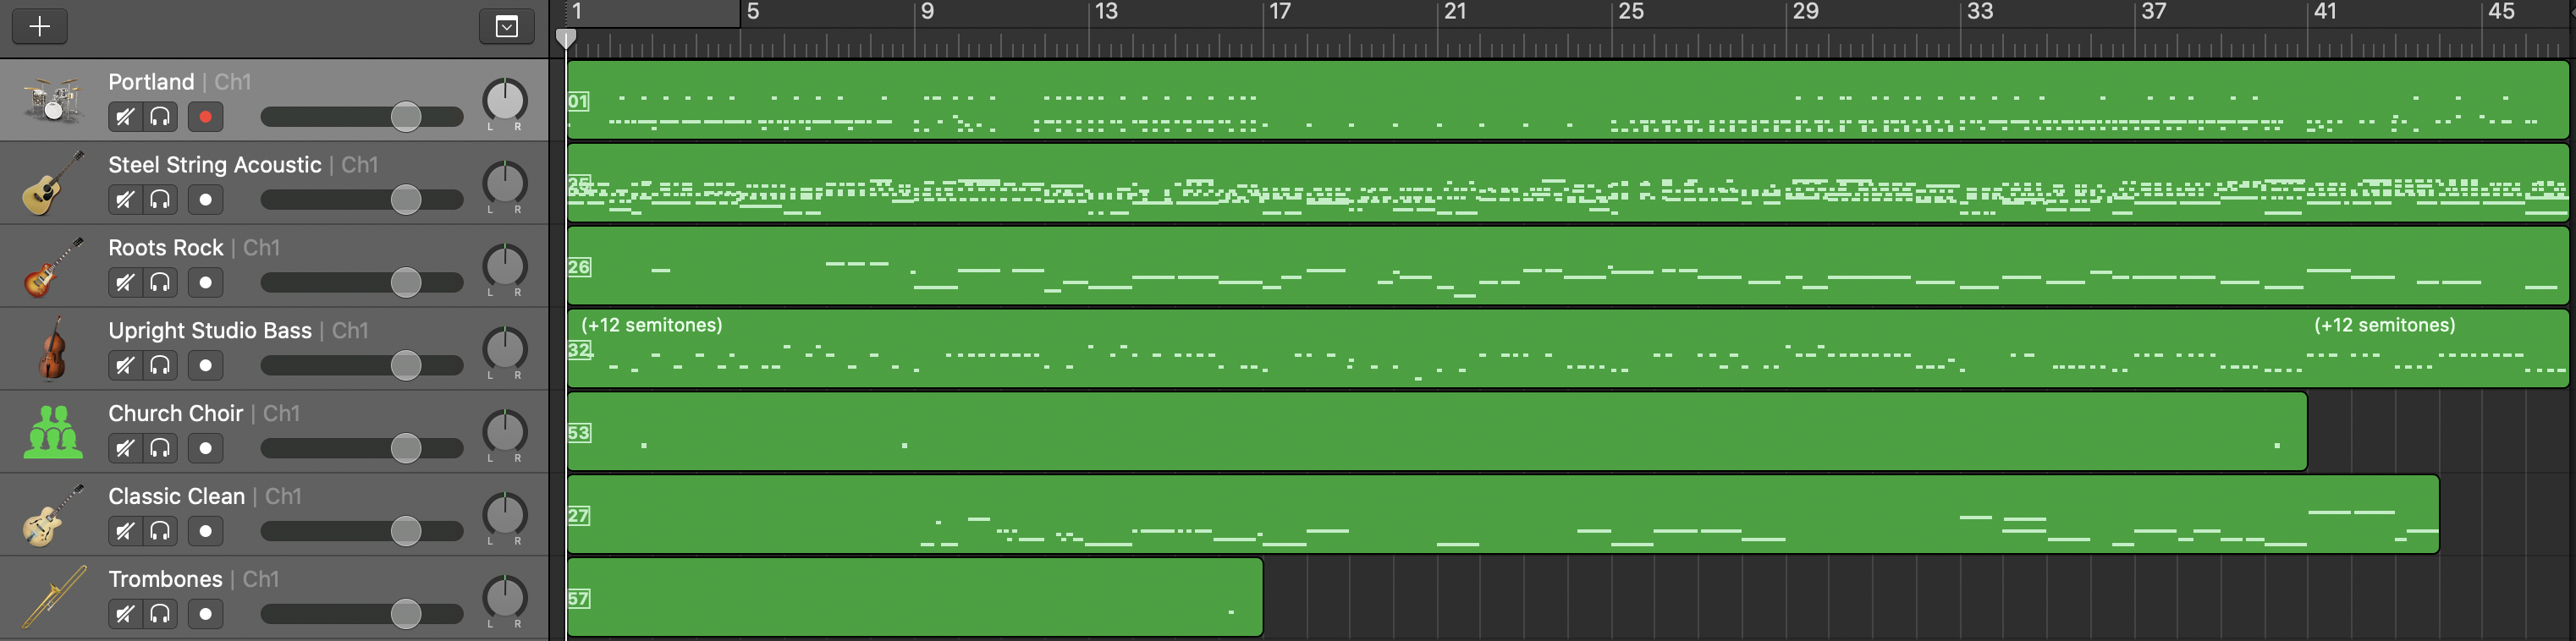 1 5 9 13 17 21 25 29 33 37 41 45
Portland | Ch1
L R
01
Steel String Acoustic | Ch1
L R
25
Roots Rock | Ch1
L R
26
Upright Studio Bass | Ch1
L R
(+12 semitones) (+12 semitones)
32
Church Choir | Ch1
L R
53
Classic Clean | Ch1
L R
27
Trombones | Ch1
L R
57